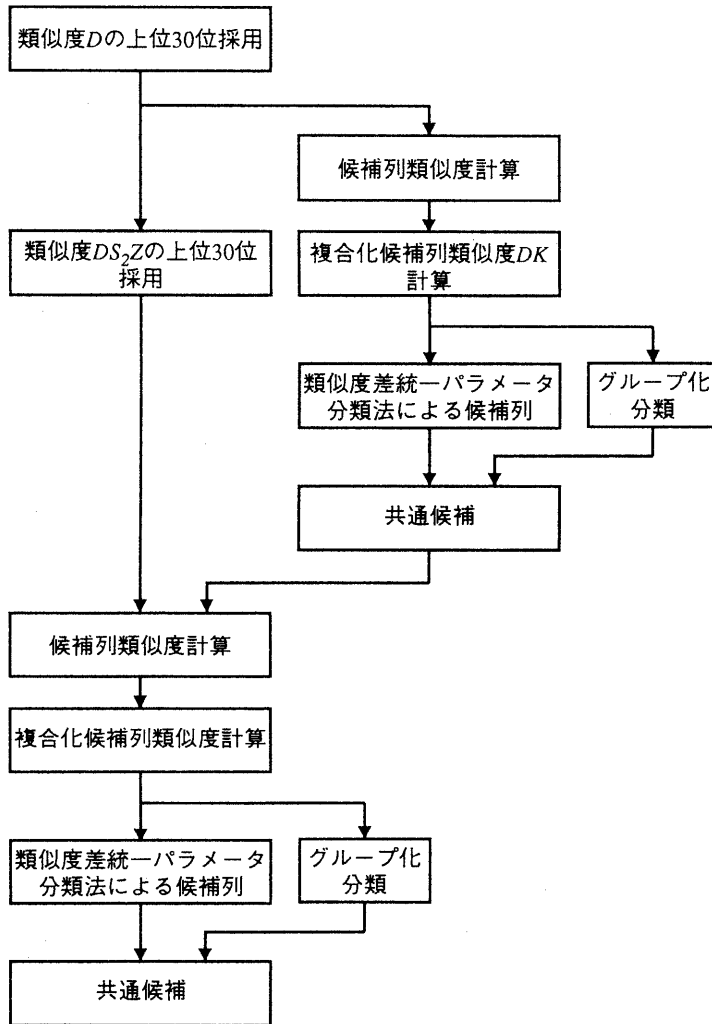 類似度Dの上位30位採用
候補列類似度計算
類似度DS₂Zの上位30位
採用
複合化候補列類似度DK
計算
類似度差統一パラメータ
分類法による候補列
グループ化
分類
共通候補
候補列類似度計算
複合化候補列類似度計算
類似度差統一パラメータ
分類法による候補列
グループ化
分類
共通候補